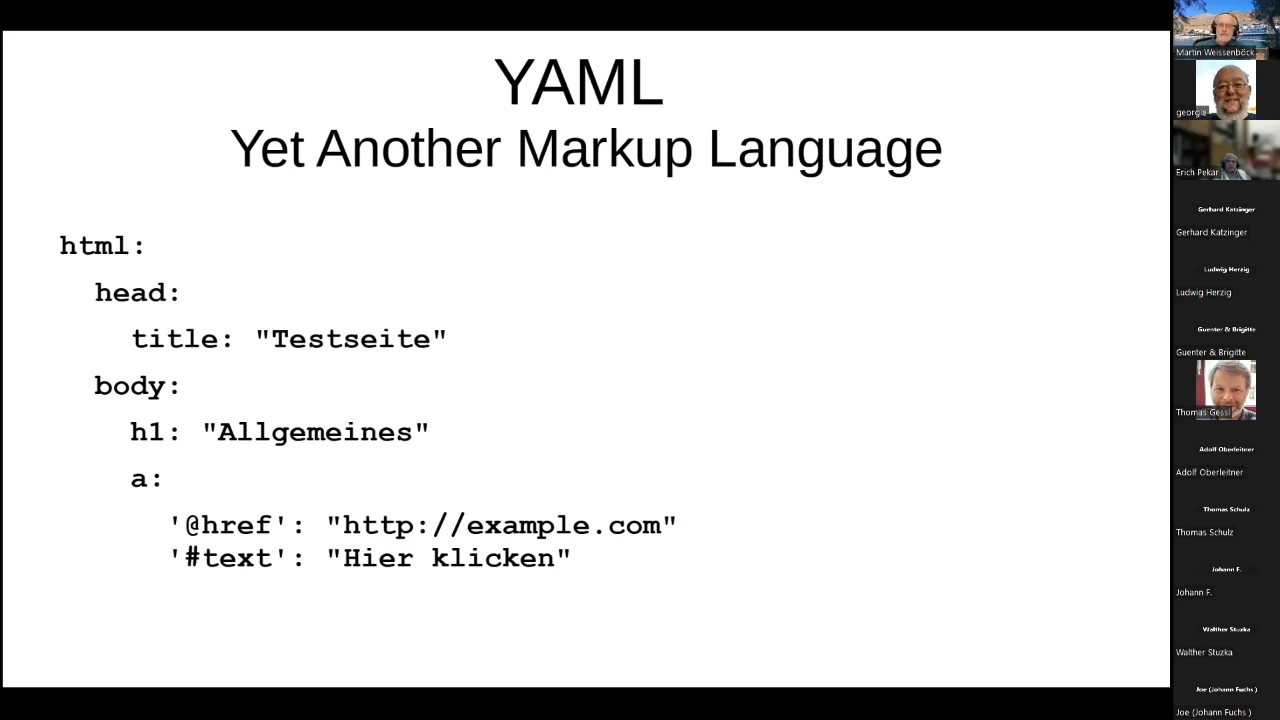 YAML
Yet Another Markup Language
html:
head:
title: "Testseite"
body:
h1: "Allgemeines"
a:
'@href': "http://example.com"
'#text': "Hier klicken"
Martin Weissenböck
georgie
Erich Pekar
Gerhard Katzinger
Gerhard Katzinger
Ludwig Herzig
Ludwig Herzig
Guenter & Brigitte
Guenter & Brigitte
Thomas Gessl
Adolf Oberleitner
Adolf Oberleitner
Thomas Schulz
Thomas Schulz
Johann F.
Johann F.
Walther Stuzka
Walther Stuzka
Joe (Johann Fuchs )
Joe (Johann Fuchs )